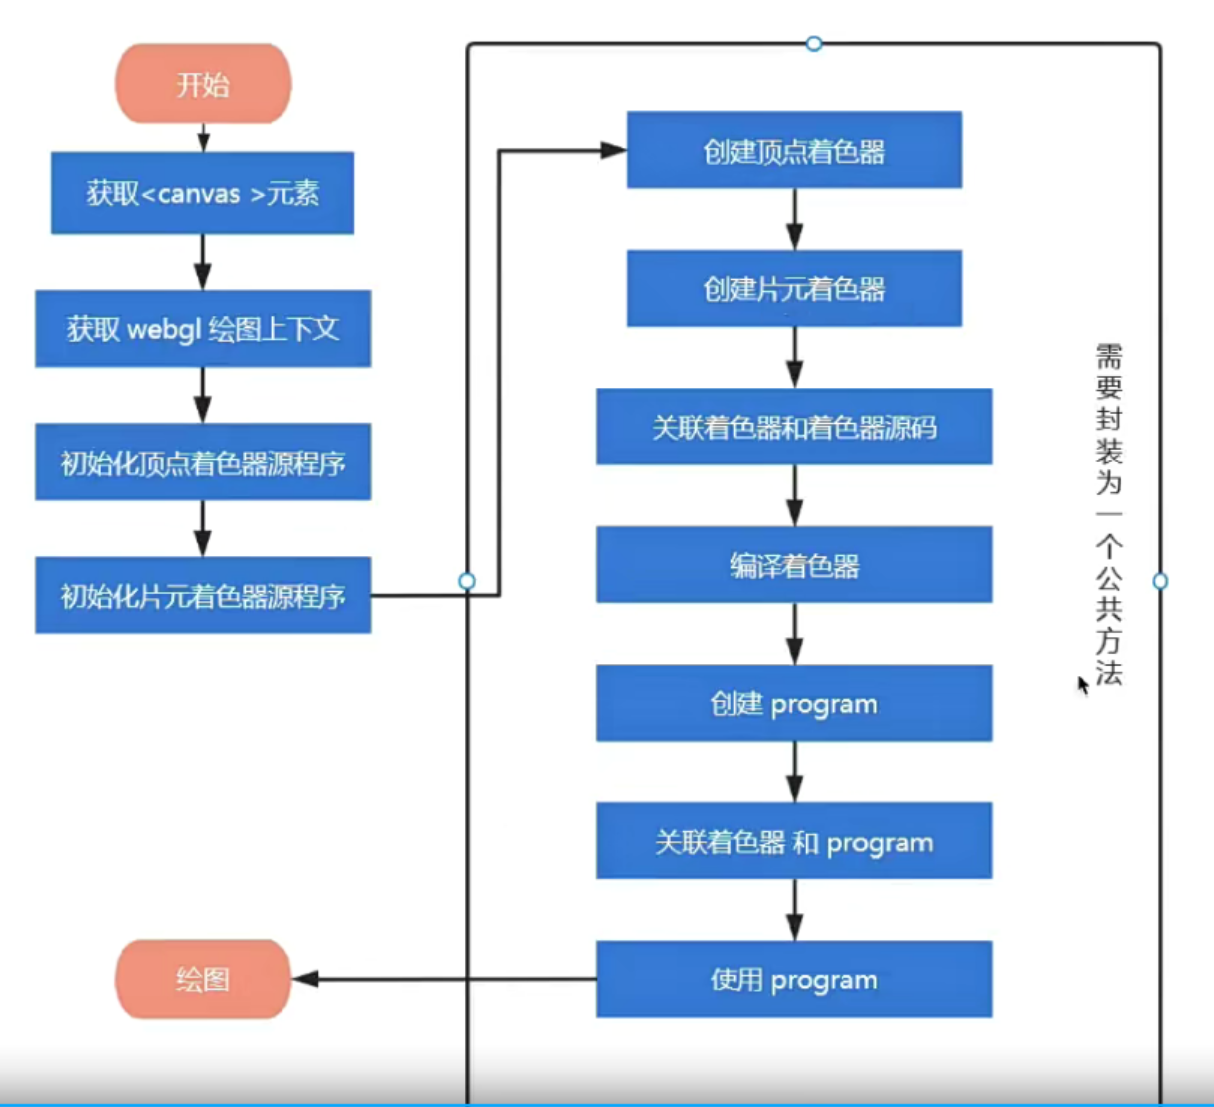 开始
获取<canvas >元素
获取 webgl 绘图上下文
初始化顶点着色器源程序
初始化片元着色器源程序
创建顶点着色器
创建片元着色器
关联着色器和着色器源码
编译着色器
创建 program
关联着色器 和 program
使用 program
绘图
需要封装为一个公共方法